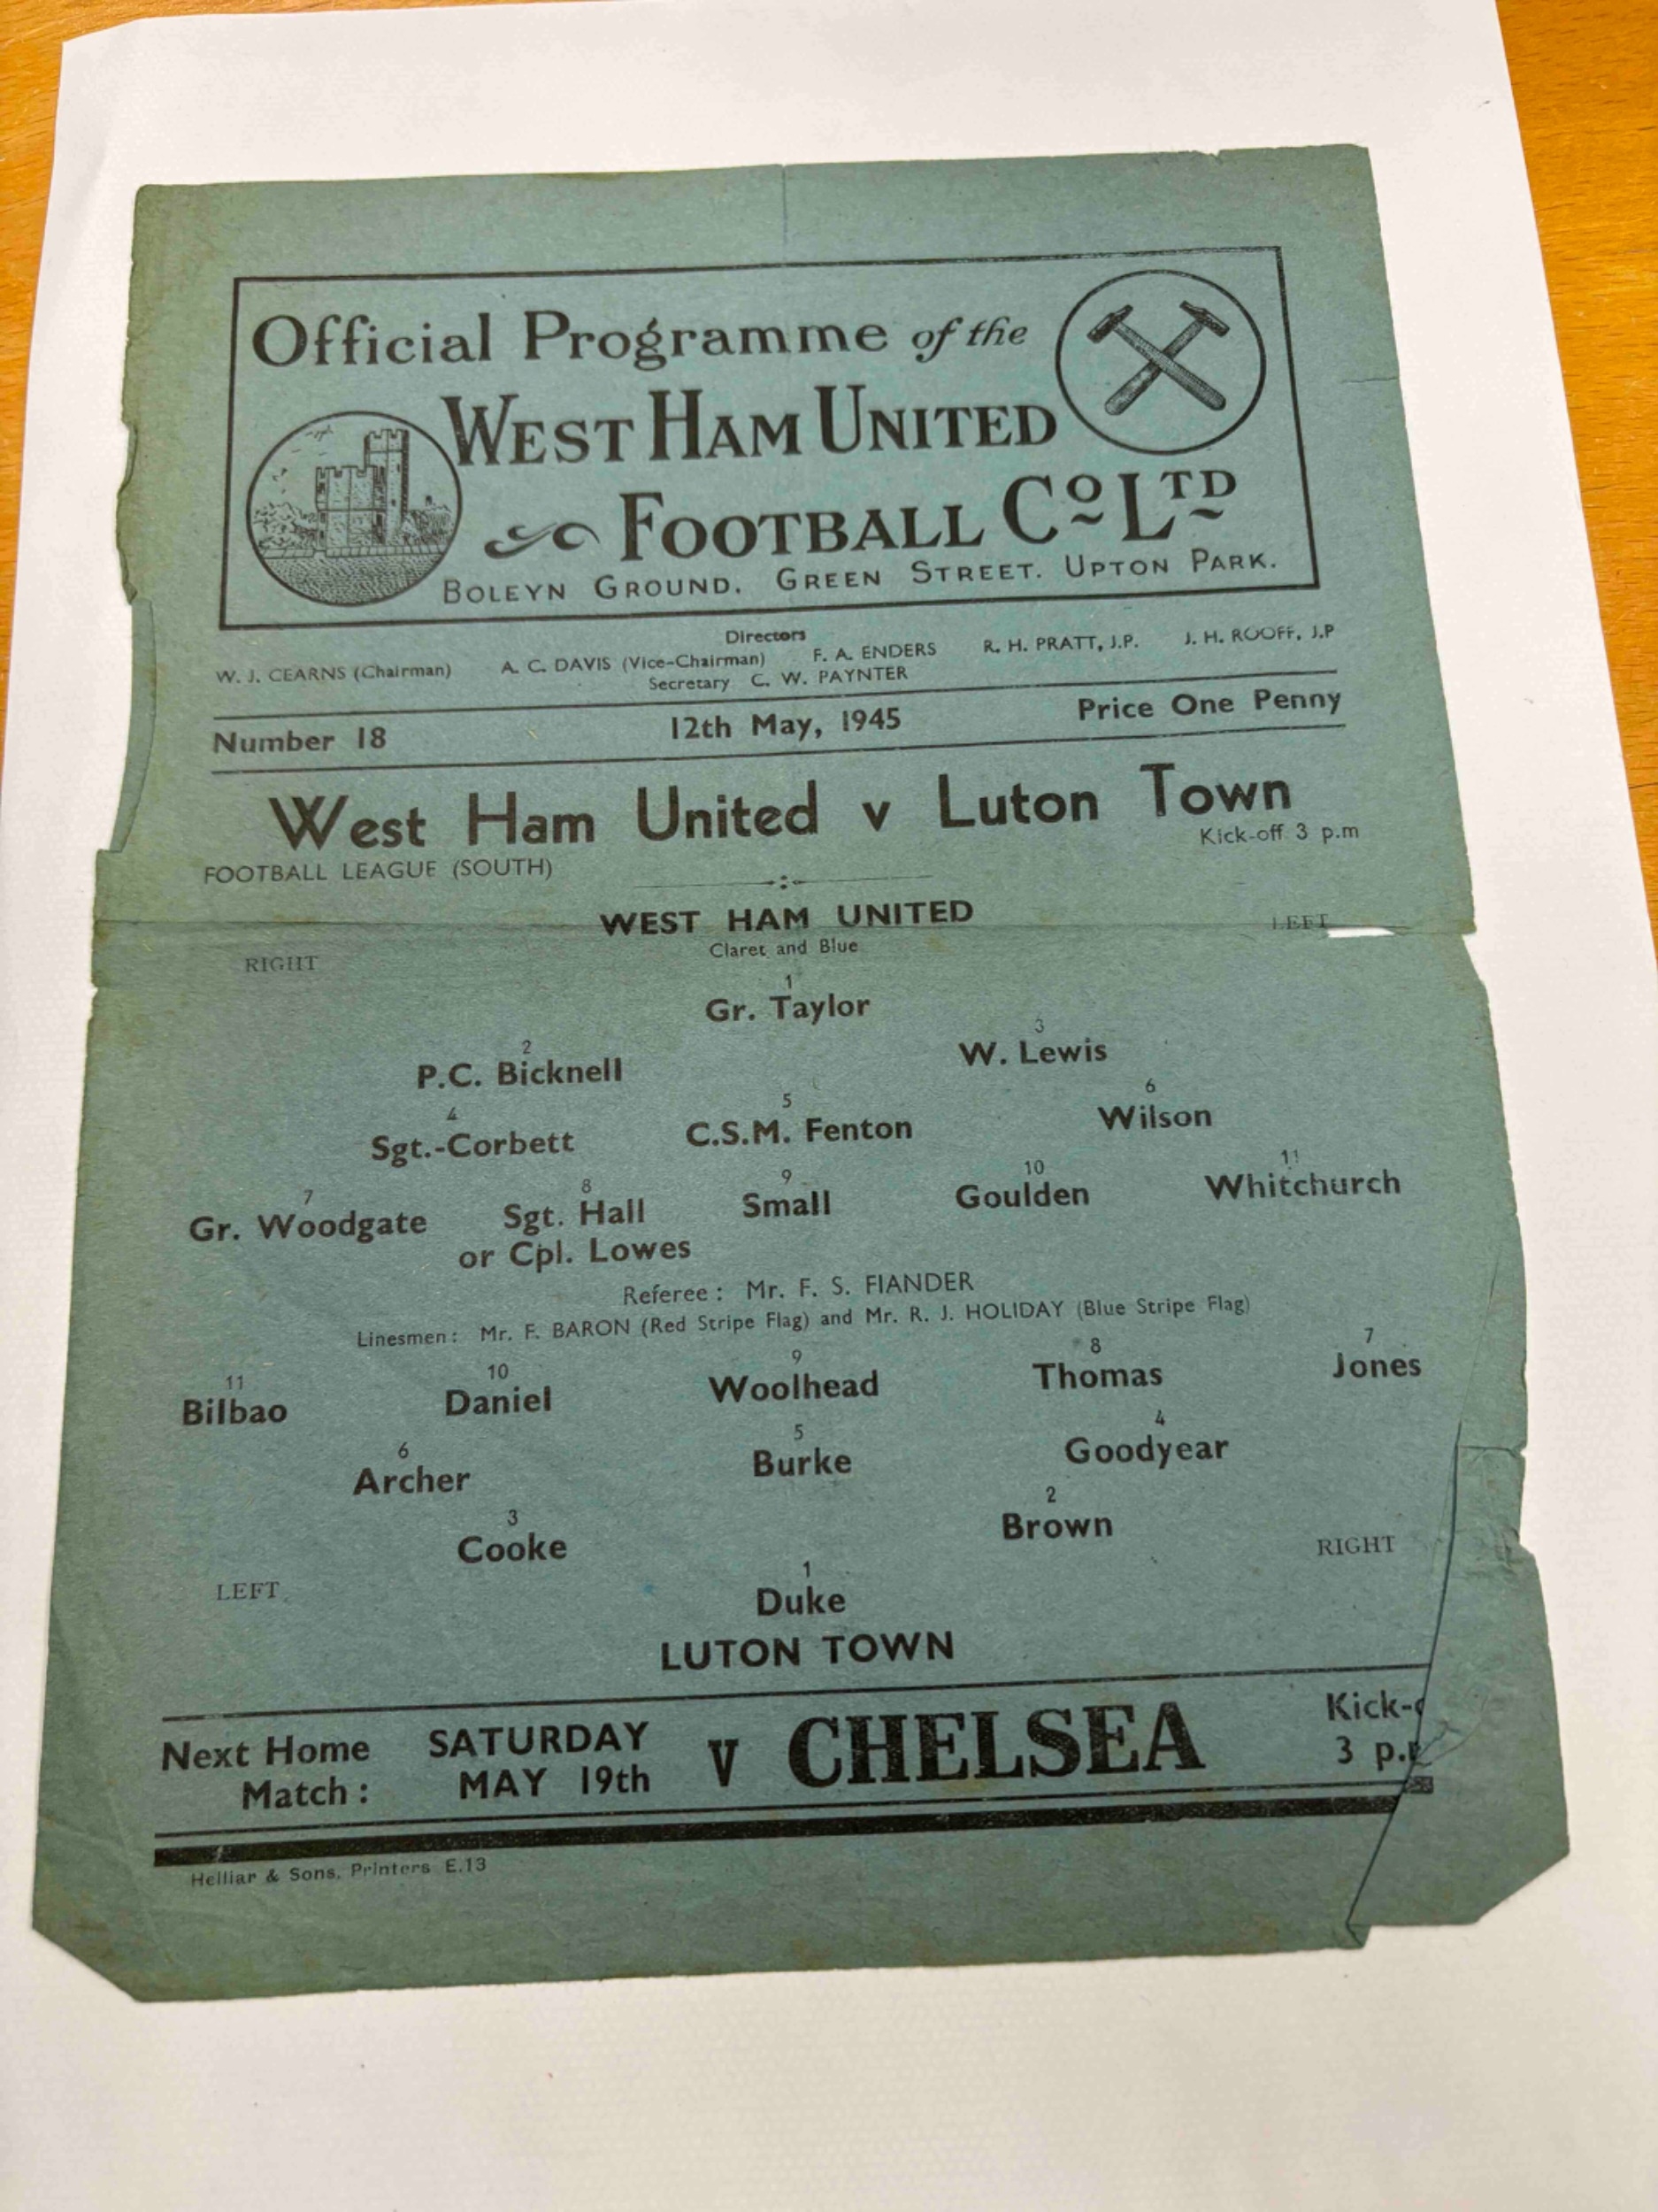 Official Programme of the
WEST HAM UNITED
FOOTBALL Co LTD
BOLEYN GROUND, GREEN STREET. UPTON PARK.
Directors
W. J. CEARNS (Chairman) A. C. DAVIS (Vice-Chairman) F. A. ENDERS R. H. PRATT, J.P. J. H. ROOFF, J.P
Secretary C. W. PAYNTER
Number 18 12th May, 1945 Price One Penny
West Ham United v Luton Town
FOOTBALL LEAGUE (SOUTH) Kick-off 3 p.m
WEST HAM UNITED
Claret and Blue
RIGHT LEFT
1
Gr. Taylor
2 3
P.C. Bicknell W. Lewis
4 5 6
Sgt.-Corbett C.S.M. Fenton Wilson
7 8 9 10 11
Gr. Woodgate Sgt. Hall Small Goulden Whitchurch
or Cpl. Lowes
Referee : Mr. F. S. FIANDER
Linesmen : Mr. F. BARON (Red Stripe Flag) and Mr. R. J. HOLIDAY (Blue Stripe Flag)
11 10 9 8 7
Bilbao Daniel Woolhead Thomas Jones
6 5 4
Archer Burke Goodyear
3 2
Cooke Brown
LEFT RIGHT
1
Duke
LUTON TOWN
Next Home SATURDAY v CHELSEA Kick-
Match : MAY 19th 3 p.
Helliar & Sons, Printers E.13